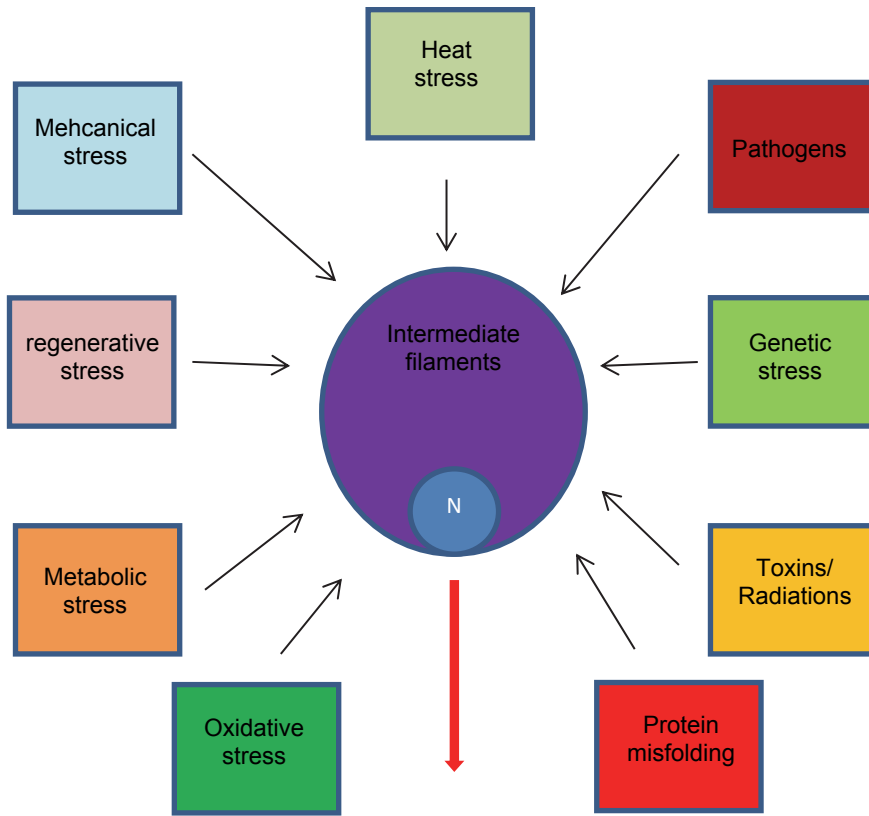 Heat
stress
Mehcanical
stress
Pathogens
Intermediate
filaments
regenerative
stress
Genetic
stress
N
Metabolic
stress
Toxins/
Radiations
Oxidative
stress
Protein
misfolding